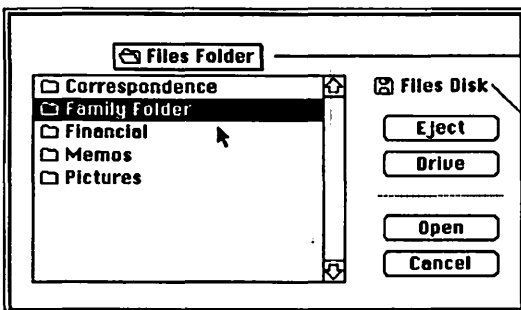 Files Folder
Correspondence
Family Folder
Financial
Memos
Pictures
Files Disk
Eject
Drive
Open
Cancel